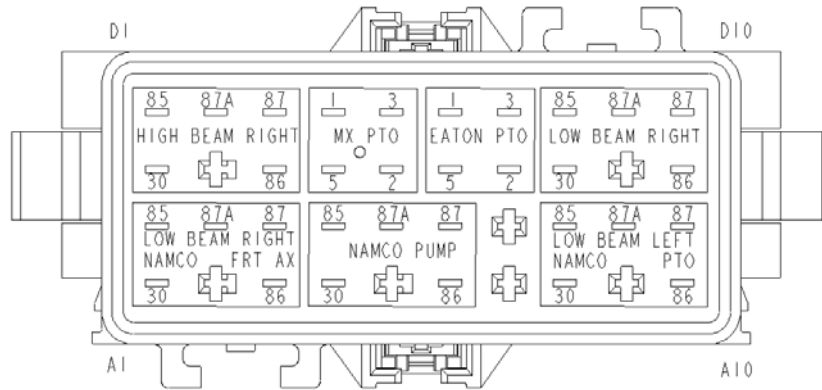 D1 D10
85 87A 87 1 3 1 3 85 87A 87
HIGH BEAM RIGHT MX PTO EATON PTO LOW BEAM RIGHT
30 86 5 2 5 2 30 86
85 87A 87 85 87A 87 85 87A 87
LOW BEAM RIGHT NAMCO PUMP LOW BEAM LEFT
NAMCO FRT AX NAMCO PTO
30 86 30 86 30 86
A1 A10